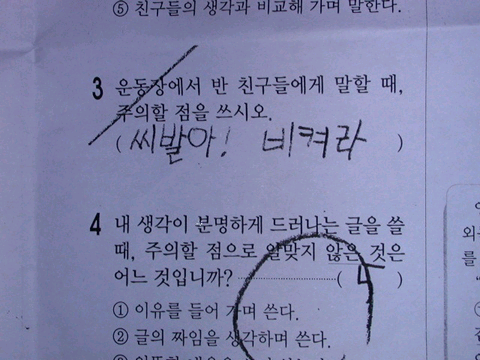 ⑤ 친구들의 생각과 비교해 가며 말한다.
3 운동장에서 반 친구들에게 말할 때,
주의할 점을 쓰시오.
( 씨발아! 비켜라 )
4 내 생각이 분명하게 드러나는 글을 쓸
때, 주의할 점으로 알맞지 않은 것은
어느 것입니까? ( 4 )
① 이유를 들어 가며 쓴다.
② 글의 짜임을 생각하며 쓴다.
외
를